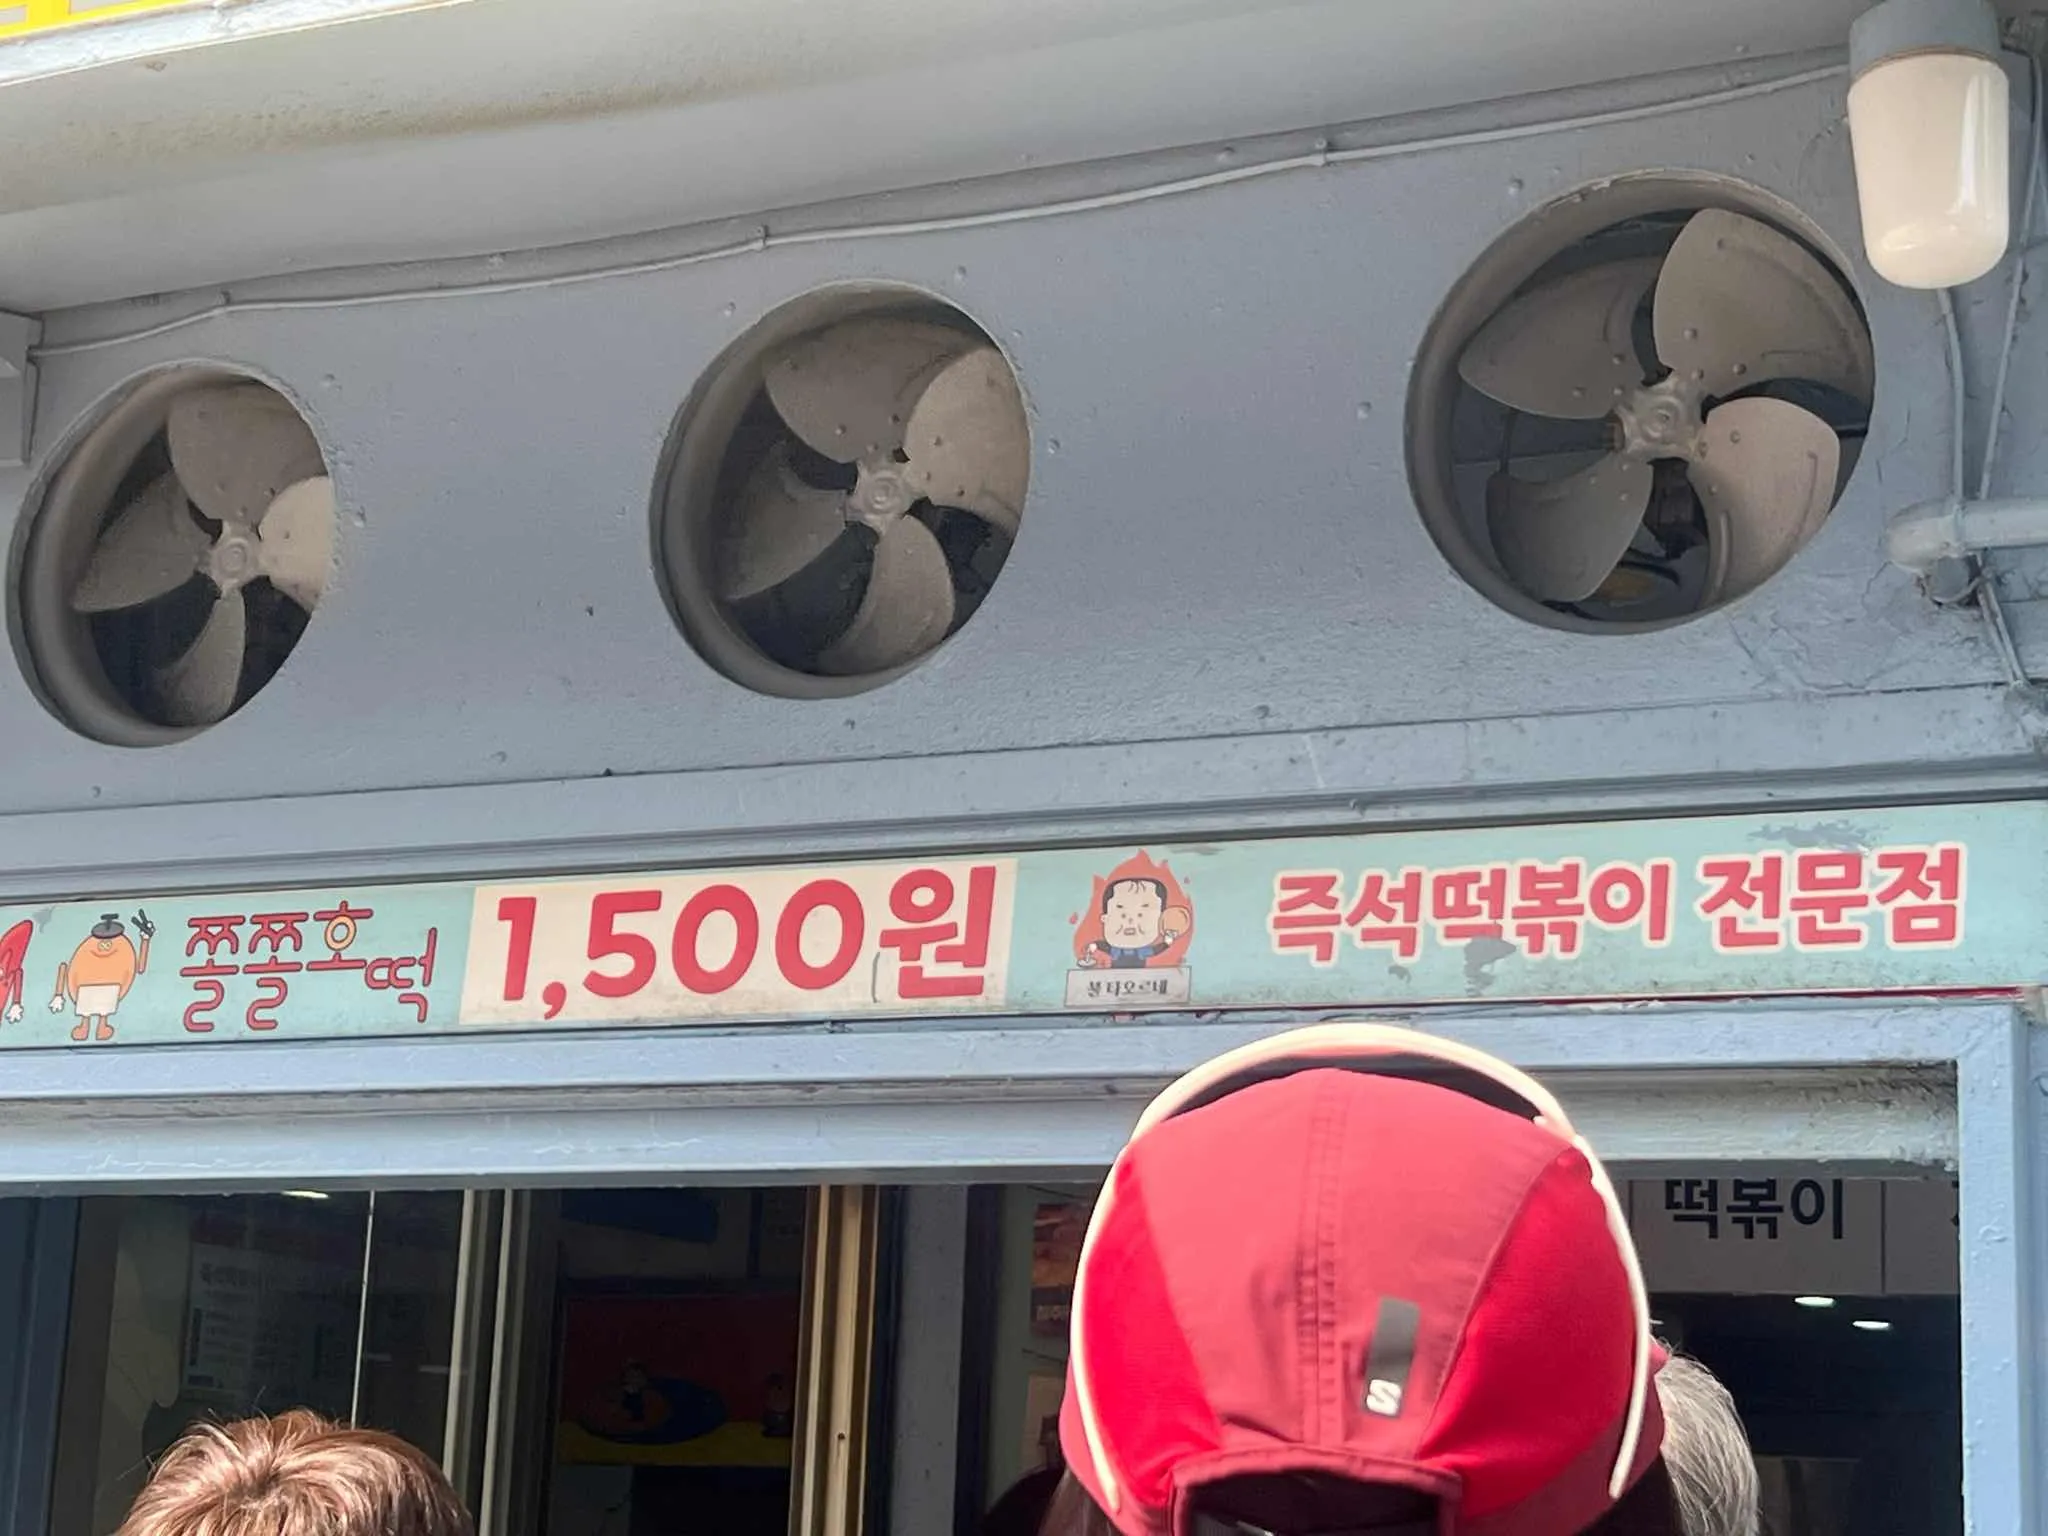 쫄쫄호떡 1,500원
불타오르네
즉석떡볶이 전문점
떡볶이
S